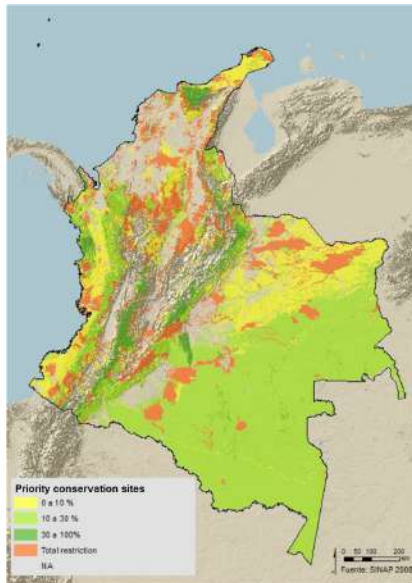 Priority conservation sites
0 a 10 %
10 a 30 %
30 a 100%
Total restriction
NA
0 50 100 200
Km
Fuente: SINAP 2008